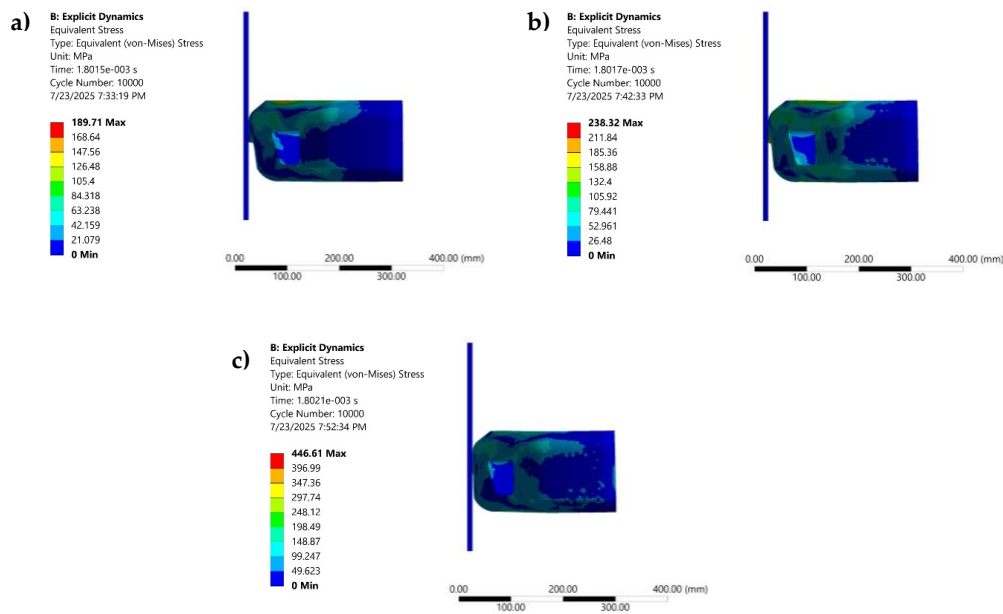 a)
B: Explicit Dynamics
Equivalent Stress
Type: Equivalent (von-Mises) Stress
Unit: MPa
Time: 1.8015e-003 s
Cycle Number: 10000
7/23/2025 7:33:19 PM
189.71 Max
168.64
147.56
126.48
105.4
84.318
63.238
42.159
21.079
0 Min
0.00 200.00 400.00 (mm)
100.00 300.00
b)
B: Explicit Dynamics
Equivalent Stress
Type: Equivalent (von-Mises) Stress
Unit: MPa
Time: 1.8017e-003 s
Cycle Number: 10000
7/23/2025 7:42:33 PM
238.32 Max
211.84
185.36
158.88
132.4
105.92
79.441
52.961
26.48
0 Min
0.00 200.00 400.00 (mm)
100.00 300.00
c)
B: Explicit Dynamics
Equivalent Stress
Type: Equivalent (von-Mises) Stress
Unit: MPa
Time: 1.8021e-003 s
Cycle Number: 10000
7/23/2025 7:52:34 PM
446.61 Max
396.99
347.36
297.74
248.12
198.49
148.87
99.247
49.623
0 Min
0.00 200.00 400.00 (mm)
100.00 300.00